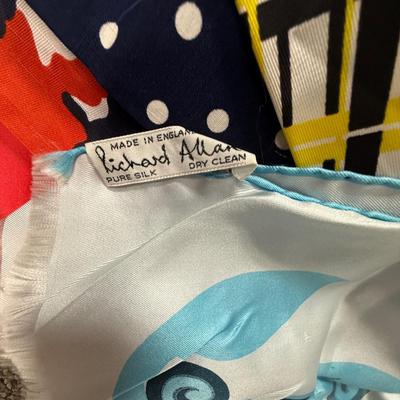 MADE IN ENGLAND
Richard Allan
PURE SILK DRY CLEAN